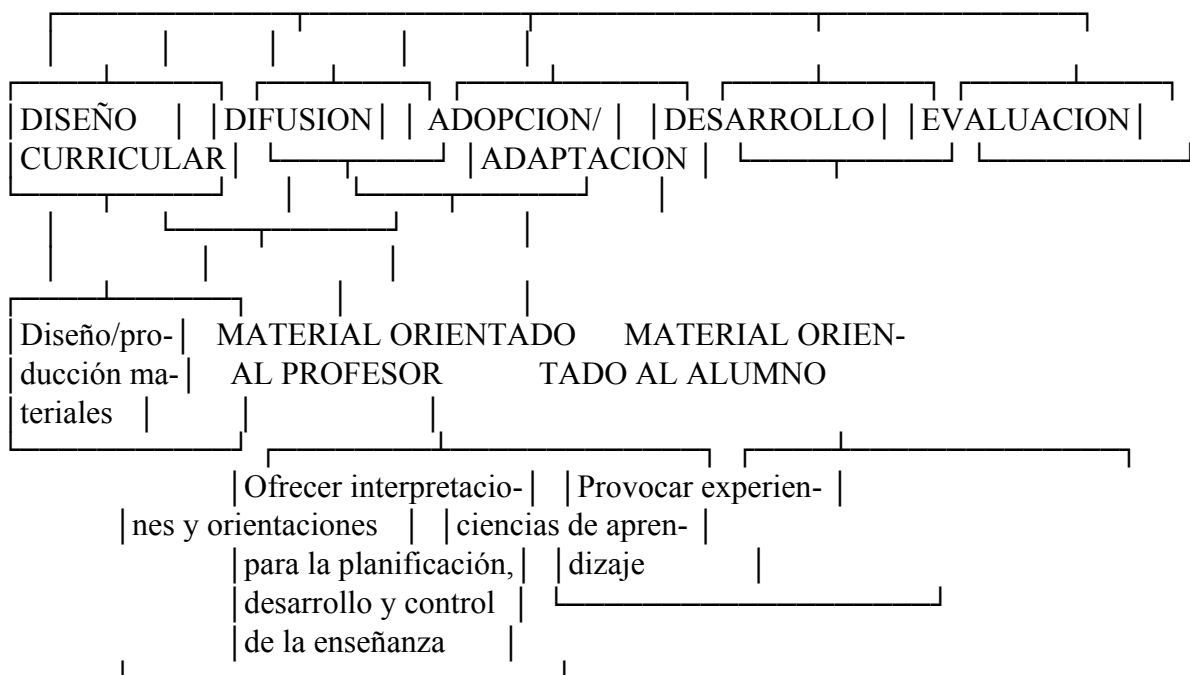 DISEÑO DIFUSION ADOPCION/ DESARROLLO EVALUACION
CURRICULAR ADAPTACION
Diseño/pro- MATERIAL ORIENTADO MATERIAL ORIEN-
ducción ma- AL PROFESOR TADO AL ALUMNO
teriales
Ofrecer interpretacio- Provocar experien-
nes y orientaciones ciencias de apren-
para la planificación, dizaje
desarrollo y control
de la enseñanza